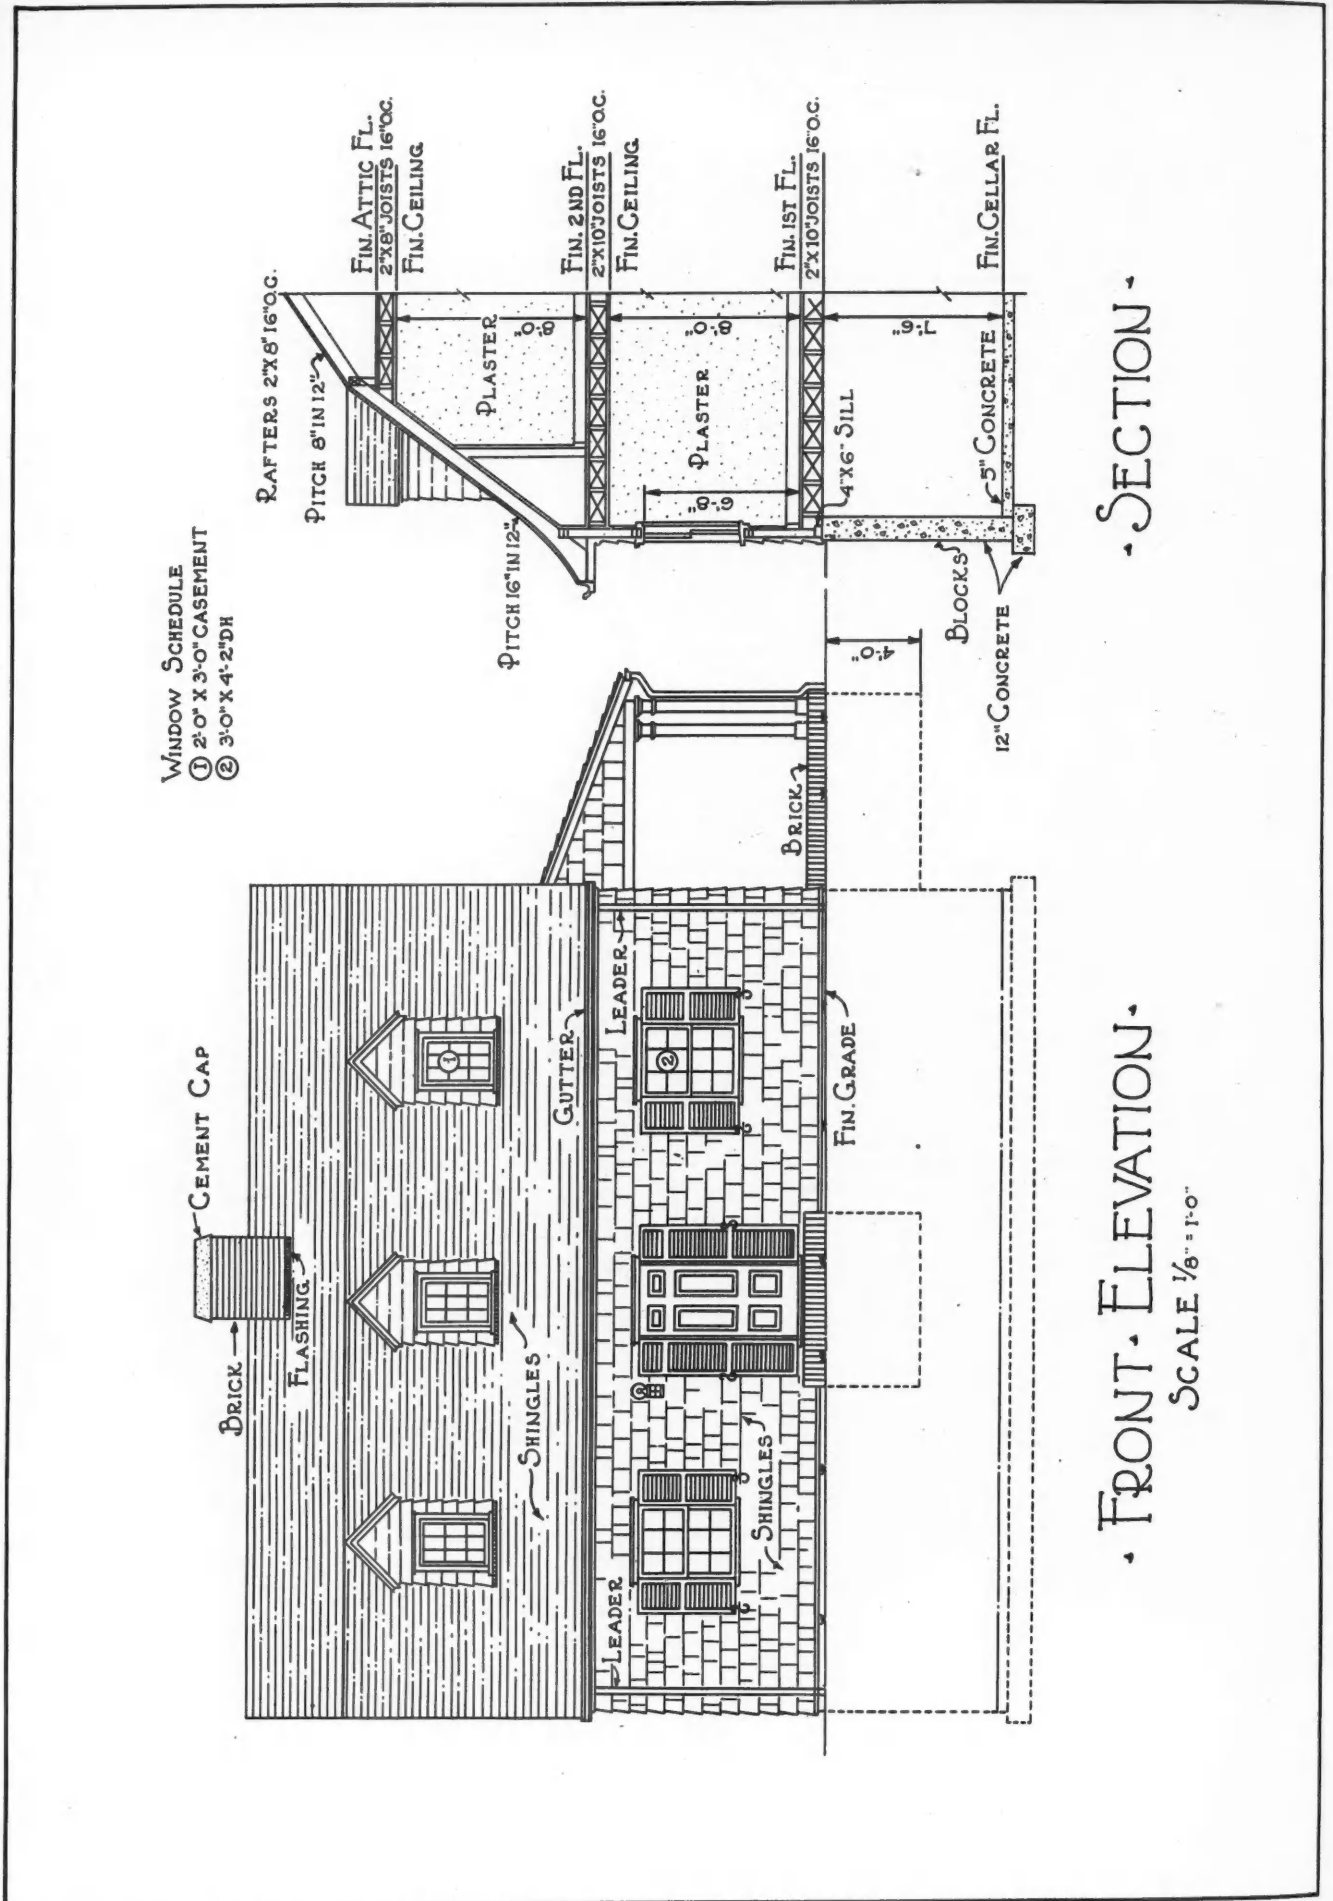 WINDOW SCHEDULE
① 2'-0" X 3'-0" CASEMENT
② 3'-0" X 4'-2" DH
CEMENT CAP
BRICK
FLASHING
SHINGLES
1
GUTTER
LEADER
LEADER
2
SHINGLES
FIN. GRADE
BRICK
4'-0"
RAFTERS 2"X8" 16"O.C.
PITCH 8" IN 12"
PITCH 16" IN 12"
FIN. ATTIC FL.
2"X8" JOISTS 16"O.C.
FIN. CEILING
PLASTER
8'-0"
FIN. 2ND FL.
2"X10" JOISTS 16"O.C.
FIN. CEILING
PLASTER
6'-8"
8'-0"
FIN. 1ST FL.
2"X10" JOISTS 16"O.C.
4"X6" SILL
7'-6"
5" CONCRETE
FIN. CELLAR FL.
BLOCKS
12" CONCRETE
· FRONT · ELEVATION ·
SCALE 1/8" = 1'-0"
· SECTION ·